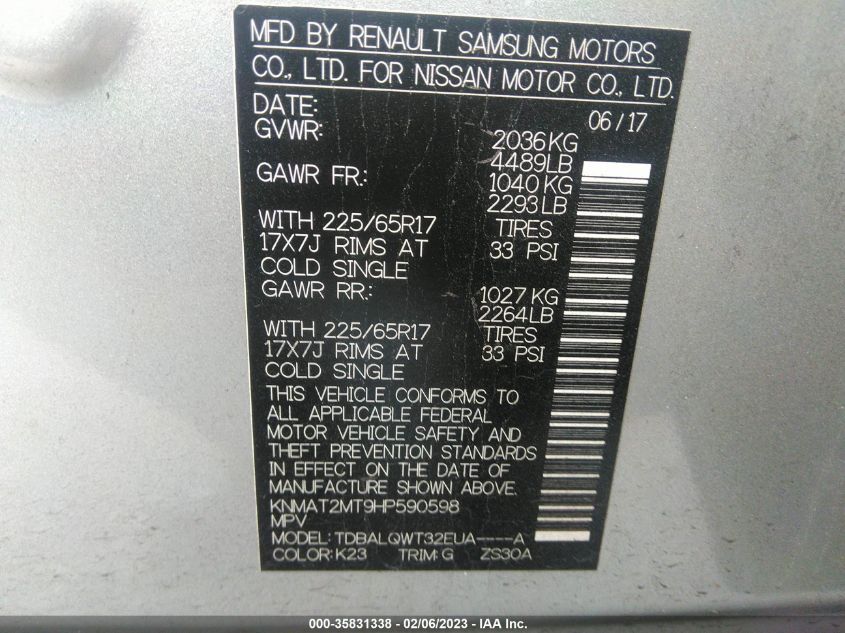 MFD BY RENAULT SAMSUNG MOTORS
CO., LTD. FOR NISSAN MOTOR CO., LTD.
DATE: 06/17
GVWR: 2036KG
4489LB
GAWR FR.: 1040KG
2293LB
WITH 225/65R17 TIRES
17X7J RIMS AT 33 PSI
COLD SINGLE
GAWR RR.: 1027KG
2264LB
WITH 225/65R17 TIRES
17X7J RIMS AT 33 PSI
COLD SINGLE
THIS VEHICLE CONFORMS TO
ALL APPLICABLE FEDERAL
MOTOR VEHICLE SAFETY AND
THEFT PREVENTION STANDARDS
IN EFFECT ON THE DATE OF
MANUFACTURE SHOWN ABOVE.
KNMAT2MT9HP590598
MPV
MODEL: TDBALQWT32EUA----A
COLOR: K23 TRIM: G ZS30A
000-35831338 - 02/06/2023 - IAA Inc.